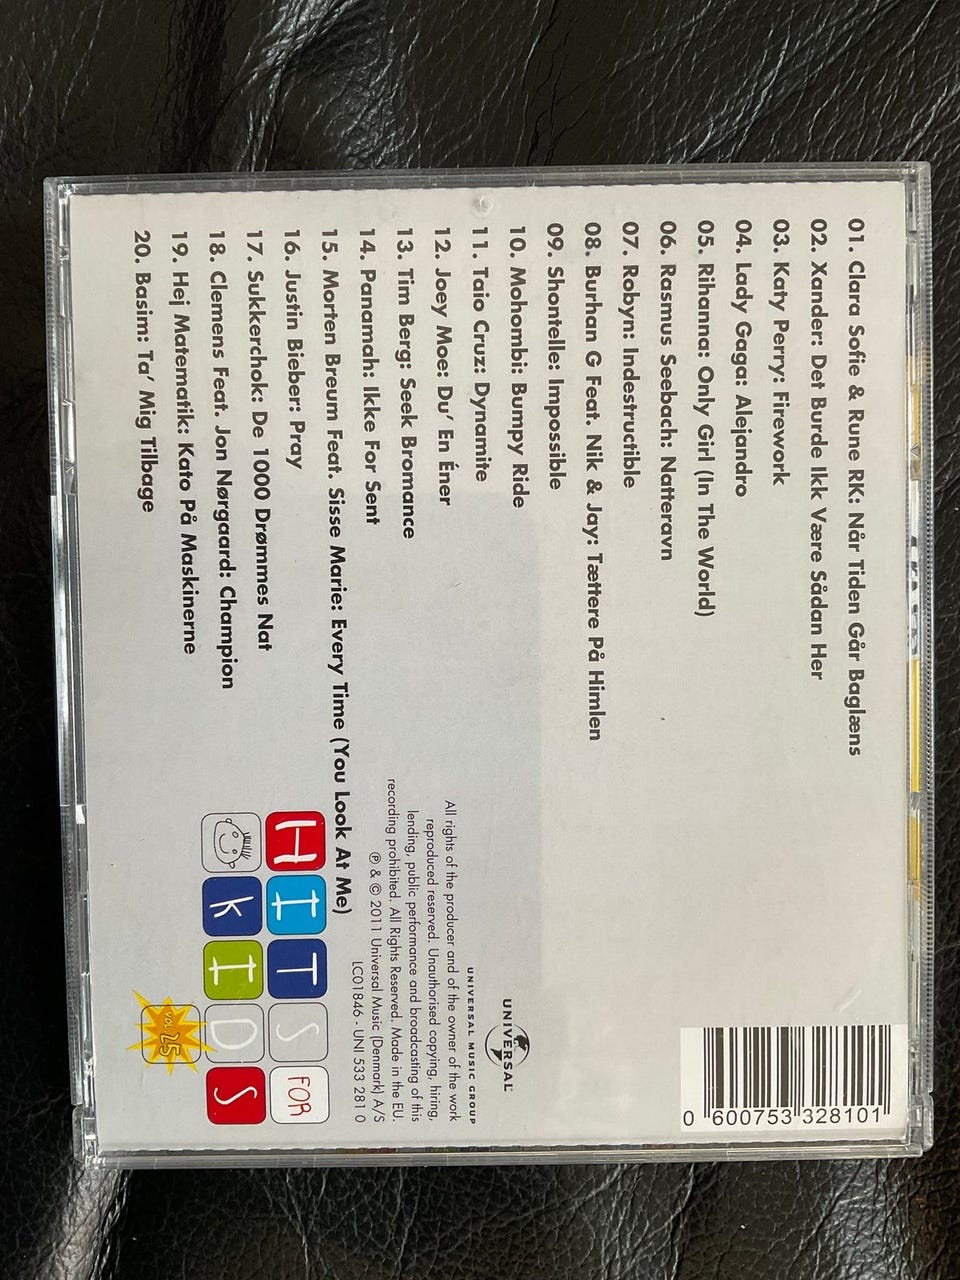 01. Clara Sofie & Rune RK: Når Tiden Går Baglæns
02. Xander: Det Burde Ikk Være Sådan Her
03. Katy Perry: Firework
04. Lady Gaga: Alejandro
05. Rihanna: Only Girl (In The World)
06. Rasmus Seebach: Natteravn
07. Robyn: Indestructible
08. Burhan G Feat. Nik & Jay: Tættere På Himlen
09. Shontelle: Impossible
10. Mohombi: Bumpy Ride
11. Taio Cruz: Dynamite
12. Joey Moe: Du' En Éner
13. Tim Berg: Seek Bromance
14. Panamah: Ikke For Sent
15. Morten Breum Feat. Sisse Marie: Every Time (You Look At Me)
16. Justin Bieber: Pray
17. Sukkerchok: De 1000 Drømmes Nat
18. Clemens Feat. Jon Nørgaard: Champion
19. Hej Matematik: Kato På Maskinerne
20. Basim: Ta' Mig Tilbage
0 600753 328101
UNIVERSAL
UNIVERSAL MUSIC GROUP
All rights of the producer and of the owner of the work
reproduced reserved. Unauthorised copying, hiring,
lending, public performance and broadcasting of this
recording prohibited. All Rights Reserved. Made in the EU.
℗ & © 2011 Universal Music (Denmark) A/S
LC01846 - UNI 533 281 0
HITS FOR
KIDS
VOL. 25